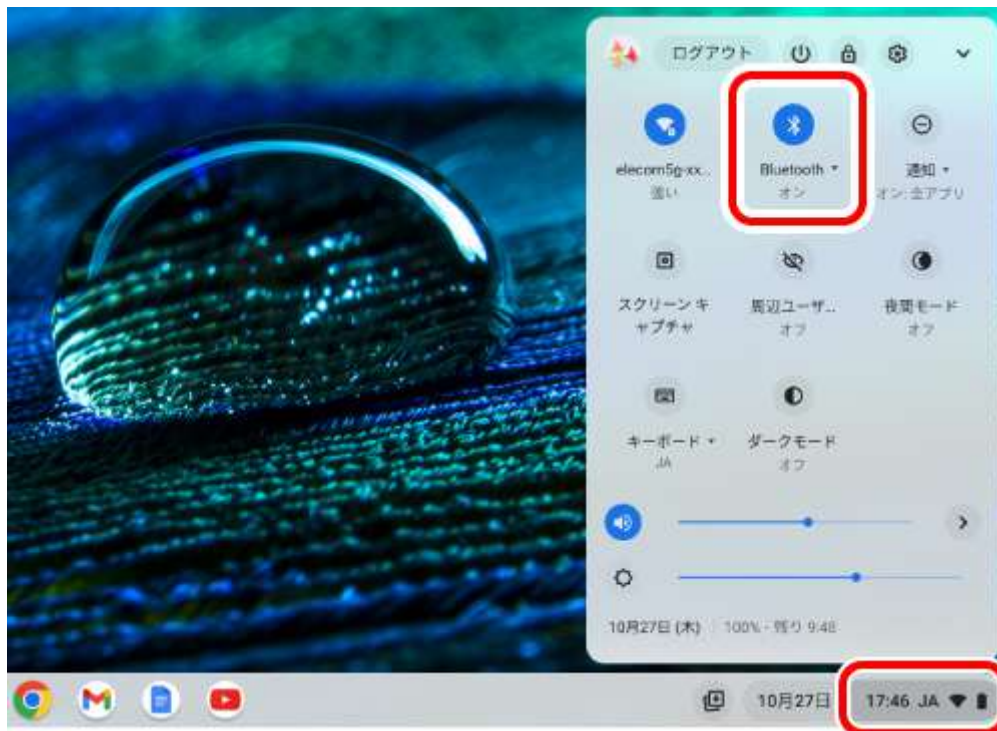 ログアウト
elecom5g-xx...
強い
Bluetooth
オン
通知
オン: 全アプリ
スクリーン キ
ャプチャ
周辺ユーザ...
オフ
夜間モード
オフ
キーボード
JA
ダークモード
オフ
10月27日 (木)
100% - 残り 9:48
10月27日
17:46 JA